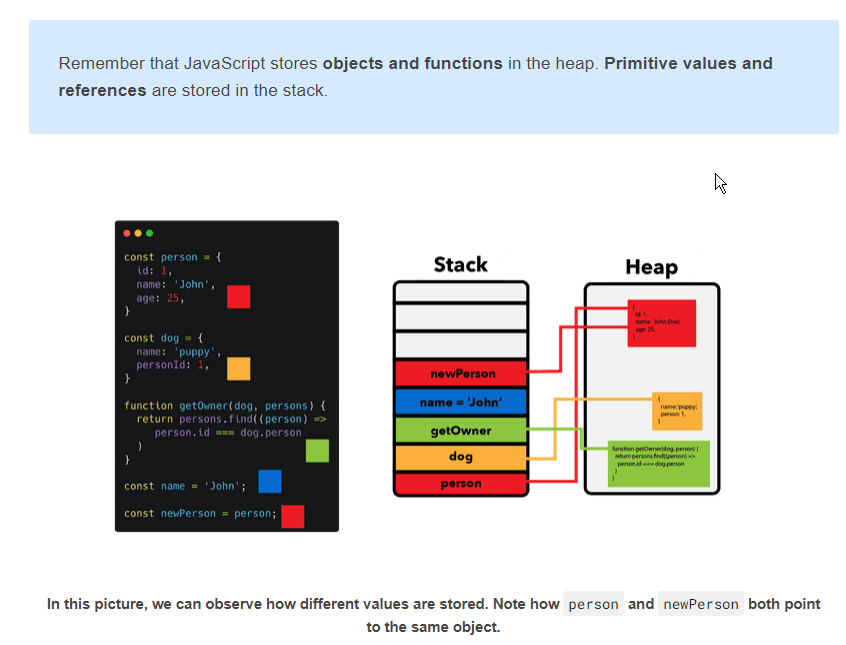 Remember that JavaScript stores objects and functions in the heap. Primitive values and
references are stored in the stack.
const person = {
id: 1,
name: 'John',
age: 25,
}
const dog = {
name: 'puppy',
personId: 1,
}
function getOwner(dog, persons) {
return persons.find((person) =>
person.id === dog.person
)
}
const name = 'John';
const newPerson = person;
Stack
newPerson
name = 'John'
getOwner
dog
person
Heap
{
id: 1,
name: 'John Doe;
age: 25,
}
{
name:'puppy;
person: 1,
}
function getOwner(dog, person) {
return persons.find((person) =>
person.id === dog.person
)
}
In this picture, we can observe how different values are stored. Note how person and newPerson both point
to the same object.